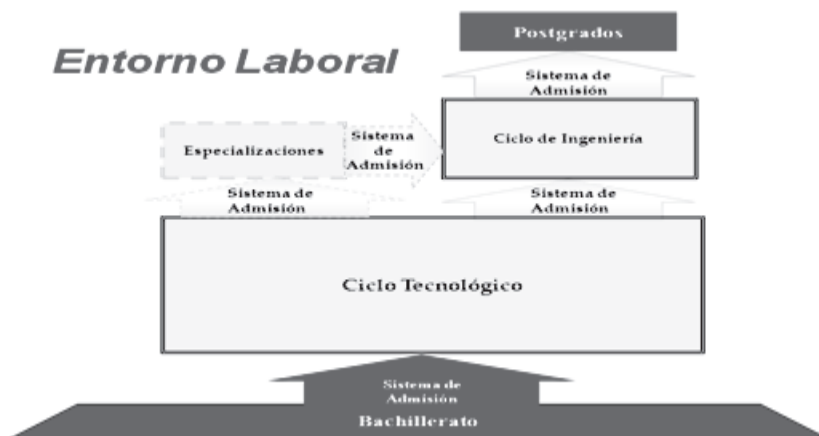 Postgrados
Entorno Laboral
Sistema de
Admisión
Especializaciones
Sistema
de
Admisión
Ciclo de Ingeniería
Sistema de
Admisión
Sistema de
Admisión
Ciclo Tecnológico
Sistema de
Admisión
Bachillerato